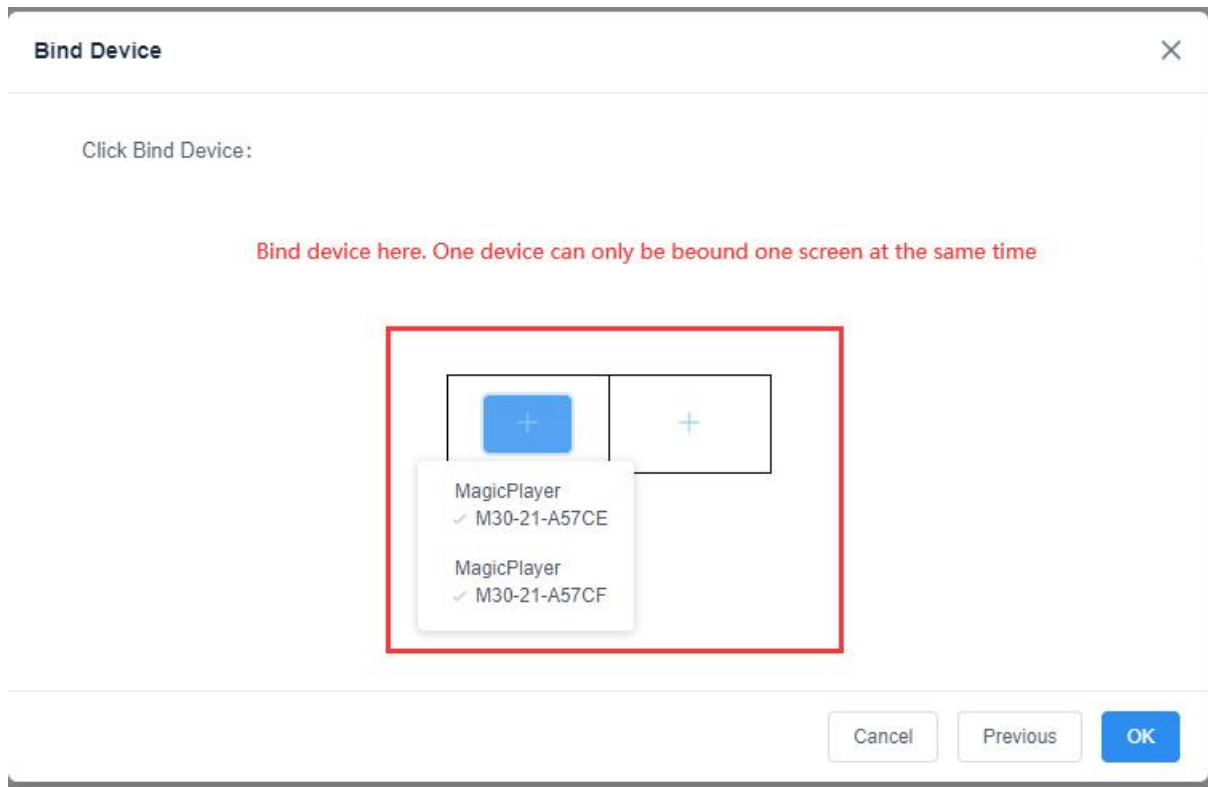 Bind Device
Click Bind Device:
Bind device here. One device can only be beound one screen at the same time
MagicPlayer
M30-21-A57CE
MagicPlayer
M30-21-A57CF
Cancel
Previous
OK